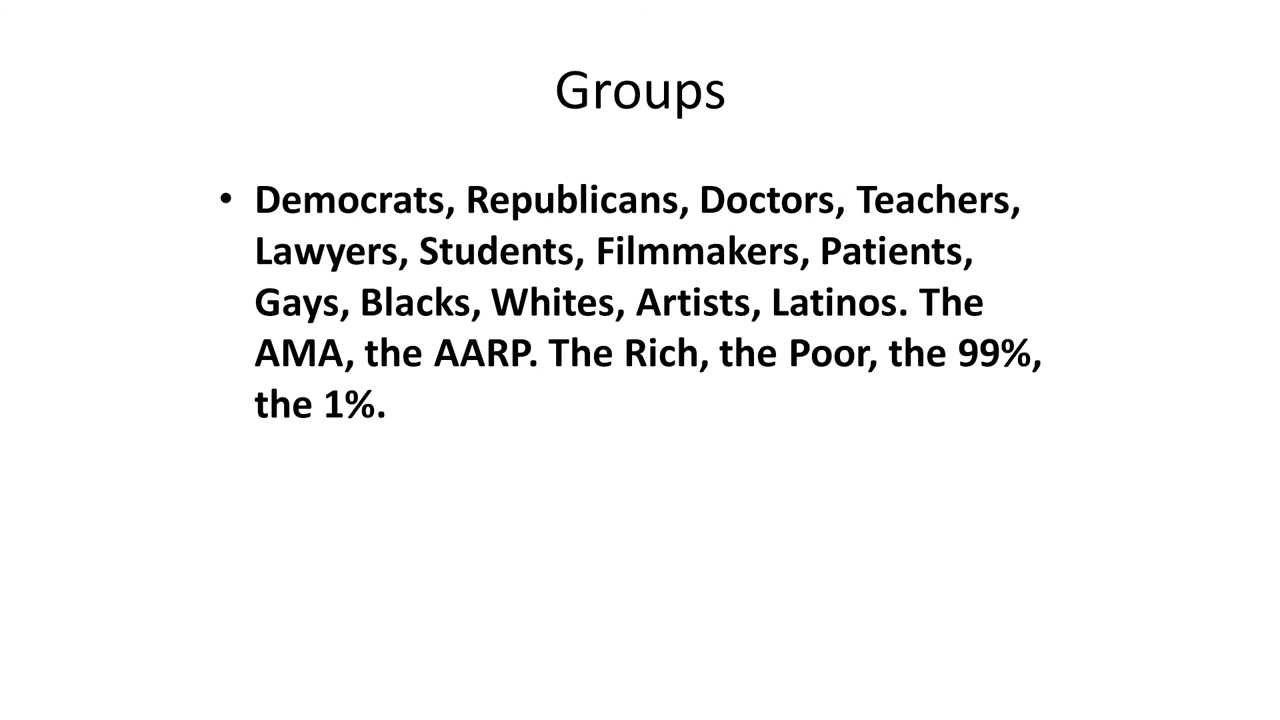 Groups
• Democrats, Republicans, Doctors, Teachers,
Lawyers, Students, Filmmakers, Patients,
Gays, Blacks, Whites, Artists, Latinos. The
AMA, the AARP. The Rich, the Poor, the 99%,
the 1%.